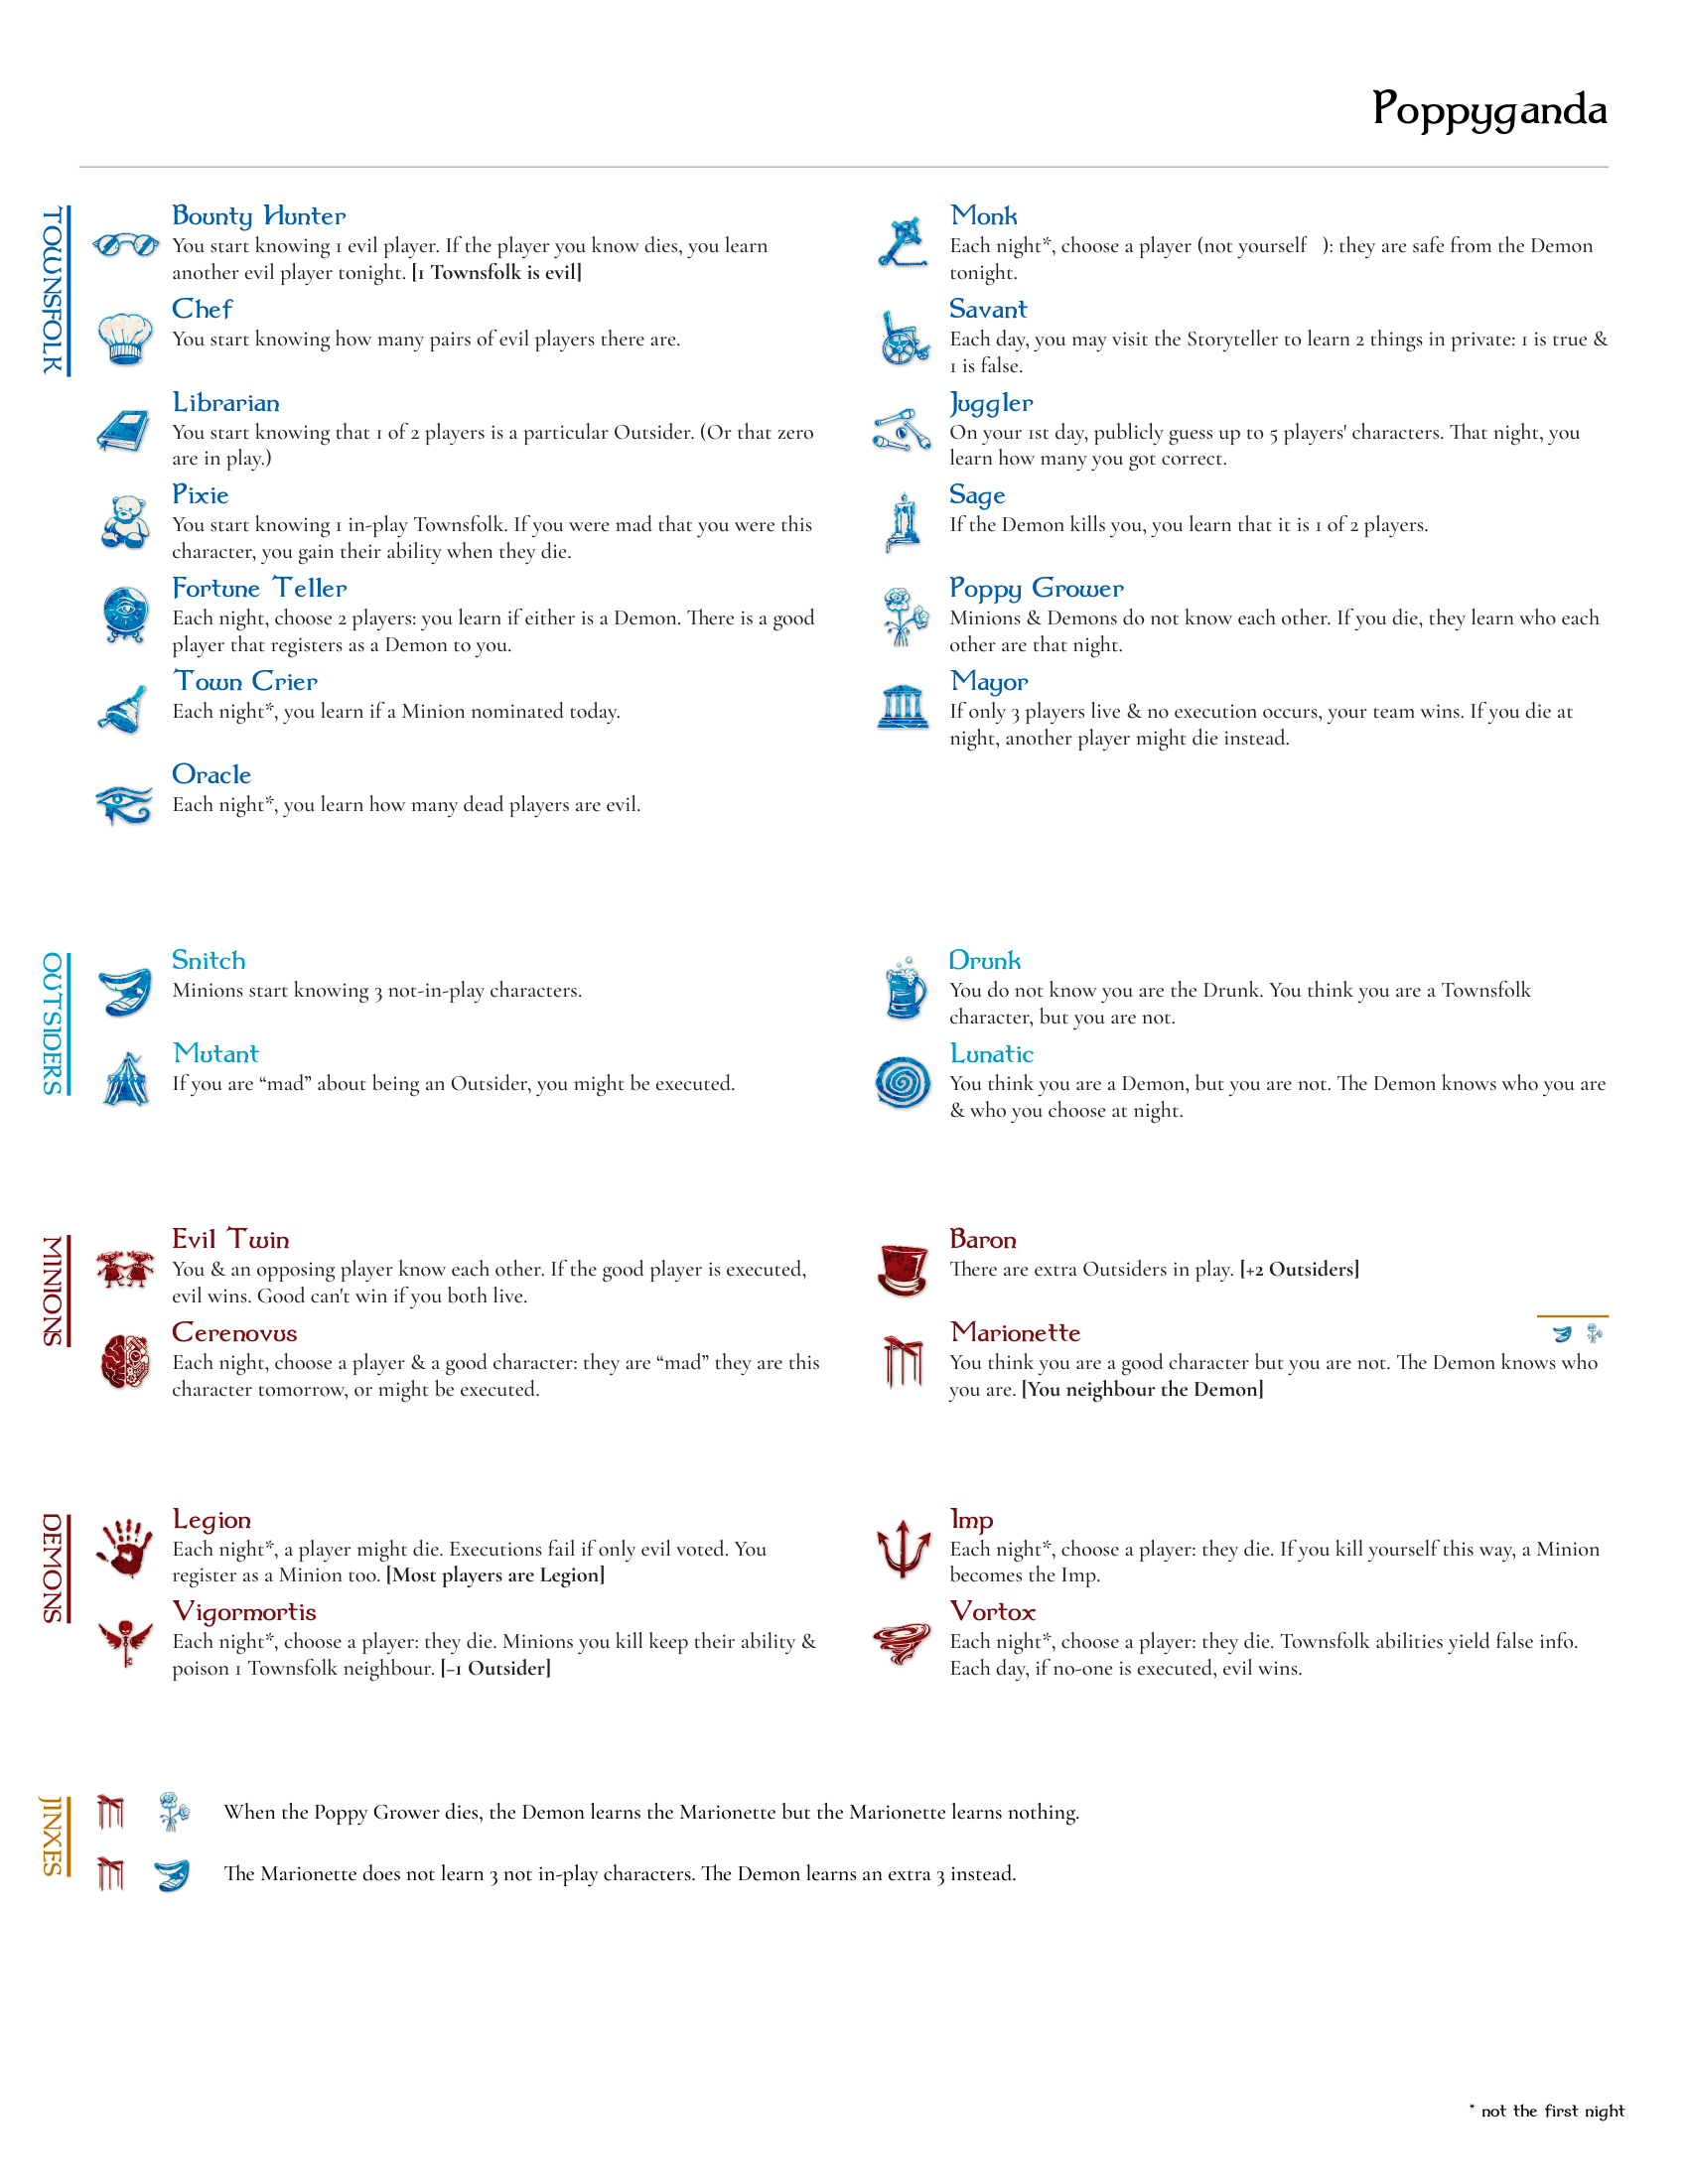 Poppyganda
TOWNSFOLK
Bounty Hunter
You start knowing 1 evil player. If the player you know dies, you learn
another evil player tonight. [1 Townsfolk is evil]
Chef
You start knowing how many pairs of evil players there are.
Librarian
You start knowing that 1 of 2 players is a particular Outsider. (Or that zero
are in play.)
Pixie
You start knowing 1 in-play Townsfolk. If you were mad that you were this
character, you gain their ability when they die.
Fortune Teller
Each night, choose 2 players: you learn if either is a Demon. There is a good
player that registers as a Demon to you.
Town Crier
Each night*, you learn if a Minion nominated today.
Oracle
Each night*, you learn how many dead players are evil.
Monk
Each night*, choose a player (not yourself ): they are safe from the Demon
tonight.
Savant
Each day, you may visit the Storyteller to learn 2 things in private: 1 is true &
1 is false.
Juggler
On your 1st day, publicly guess up to 5 players' characters. That night, you
learn how many you got correct.
Sage
If the Demon kills you, you learn that it is 1 of 2 players.
Poppy Grower
Minions & Demons do not know each other. If you die, they learn who each
other are that night.
Mayor
If only 3 players live & no execution occurs, your team wins. If you die at
night, another player might die instead.
OUTSIDERS
Snitch
Minions start knowing 3 not-in-play characters.
Mutant
If you are “mad” about being an Outsider, you might be executed.
Drunk
You do not know you are the Drunk. You think you are a Townsfolk
character, but you are not.
Lunatic
You think you are a Demon, but you are not. The Demon knows who you are
& who you choose at night.
MINIONS
Evil Twin
You & an opposing player know each other. If the good player is executed,
evil wins. Good can't win if you both live.
Cerenovus
Each night, choose a player & a good character: they are “mad” they are this
character tomorrow, or might be executed.
Baron
There are extra Outsiders in play. [+2 Outsiders]
Marionette
You think you are a good character but you are not. The Demon knows who
you are. [You neighbour the Demon]
DEMONS
Legion
Each night*, a player might die. Executions fail if only evil voted. You
register as a Minion too. [Most players are Legion]
Vigormortis
Each night*, choose a player: they die. Minions you kill keep their ability &
poison 1 Townsfolk neighbour. [-1 Outsider]
Imp
Each night*, choose a player: they die. If you kill yourself this way, a Minion
becomes the Imp.
Vortox
Each night*, choose a player: they die. Townsfolk abilities yield false info.
Each day, if no-one is executed, evil wins.
JINXES
When the Poppy Grower dies, the Demon learns the Marionette but the Marionette learns nothing.
The Marionette does not learn 3 not in-play characters. The Demon learns an extra 3 instead.
* not the first night